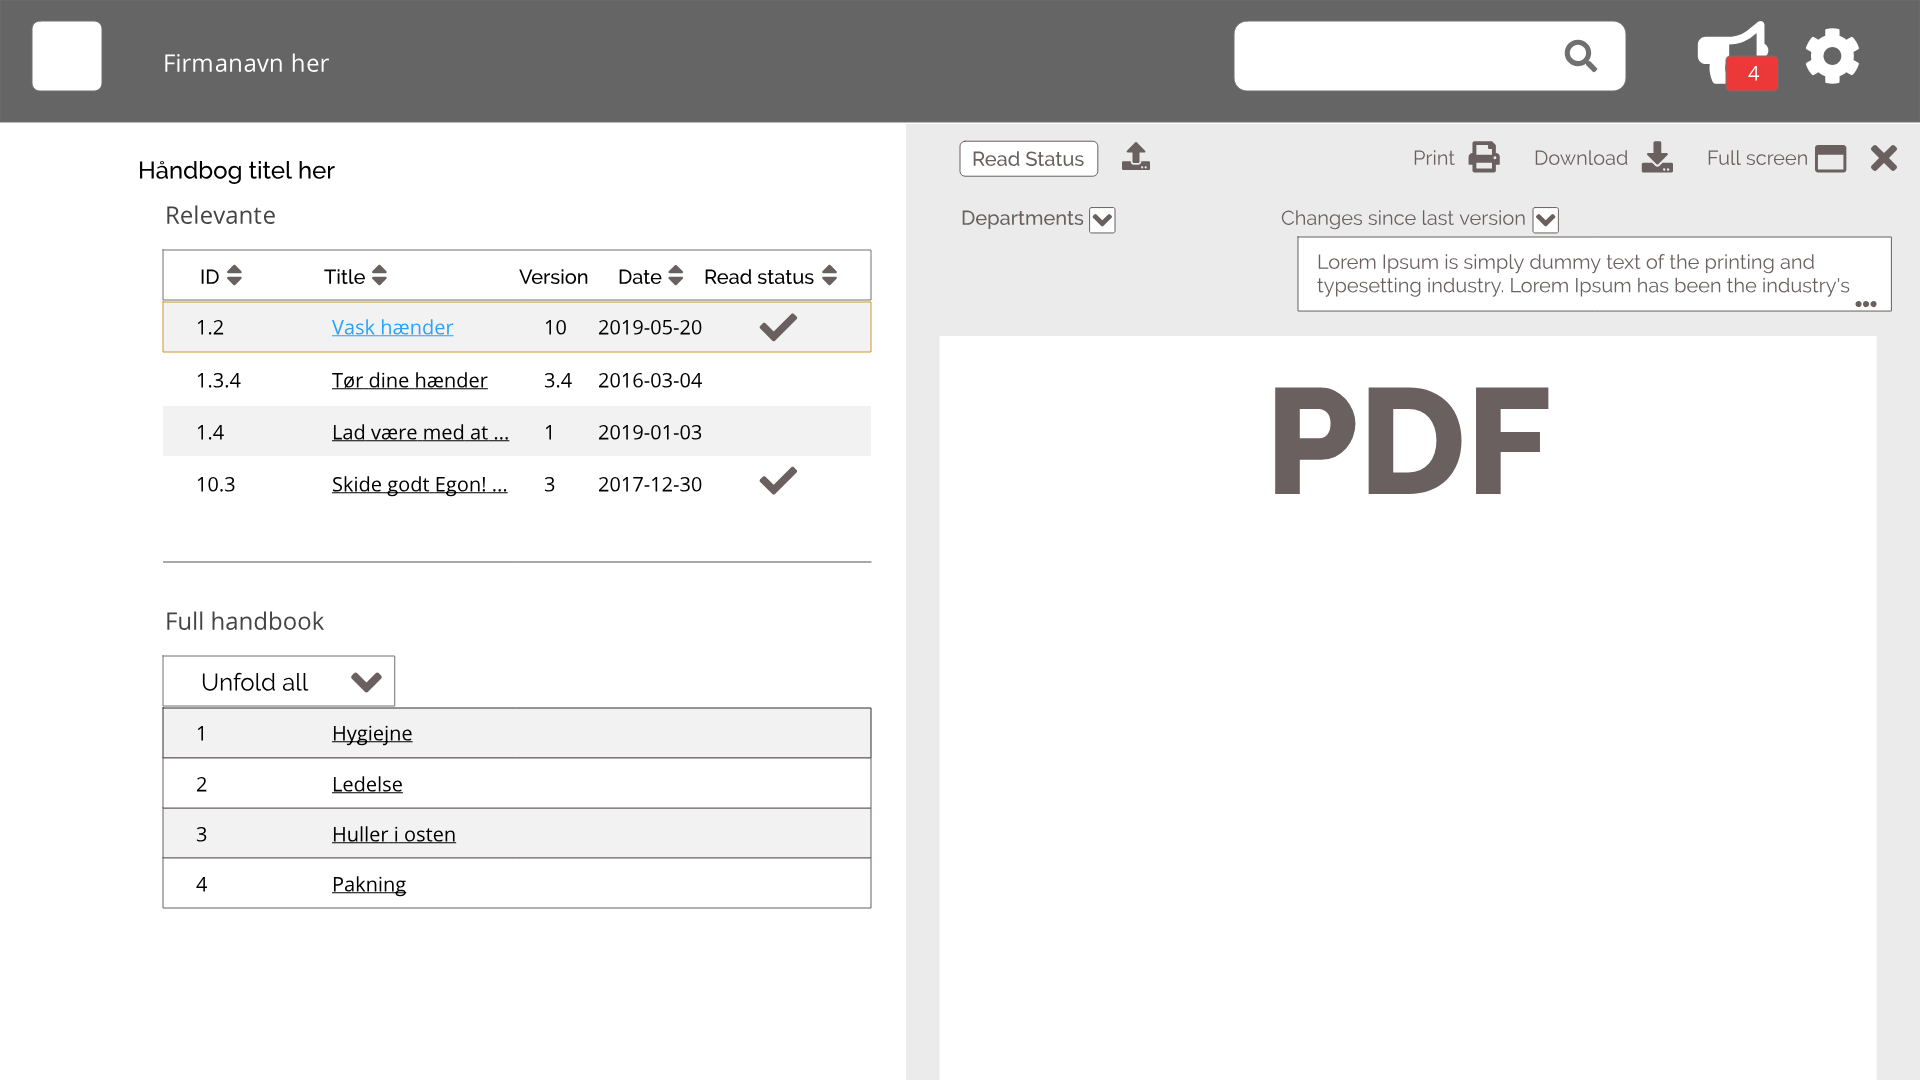 Firmanavn her
4
Håndbog titel her
Relevante
ID Title Version Date Read status
1.2 Vask hænder 10 2019-05-20
1.3.4 Tør dine hænder 3.4 2016-03-04
1.4 Lad være med at ... 1 2019-01-03
10.3 Skide godt Egon! ... 3 2017-12-30
Full handbook
Unfold all
1 Hygiejne
2 Ledelse
3 Huller i osten
4 Pakning
Read Status Print Download Full screen
Departments Changes since last version
Lorem Ipsum is simply dummy text of the printing and
typesetting industry. Lorem Ipsum has been the industry's
PDF